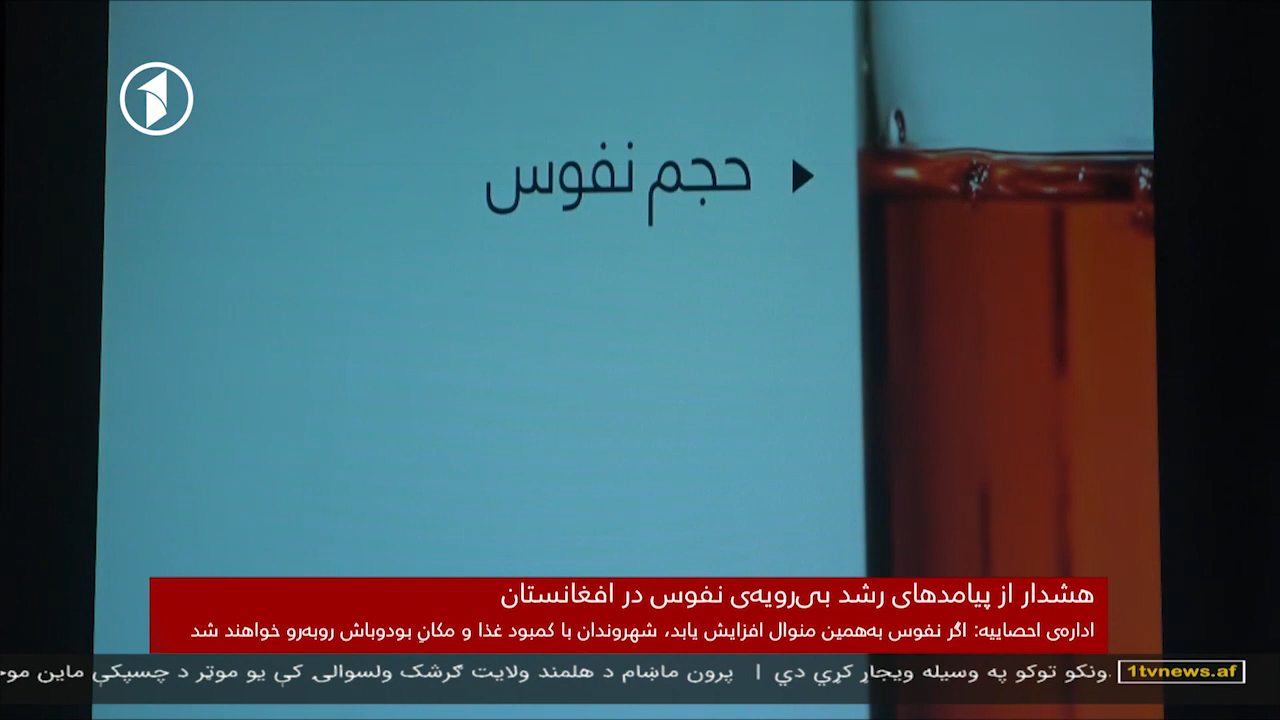 حجم نفوس
هشدار از پیامدهای رشد بی‌رویه‌ی نفوس در افغانستان
اداره‌ی احصاییه: اگر نفوس به‌همین منوال افزایش یابد، شهروندان با کمبود غذا و مکانِ بودوباش روبه‌رو خواهند شد
1tvnews.af ونکو توکو په وسیله ویجاړ کړي دي | پرون ماښام د هلمند ولایت ګرشک ولسوالۍ کې یو موټر د چسپکې ماین